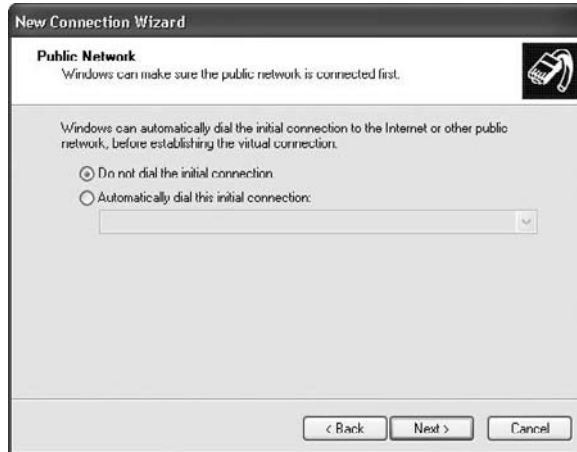 New Connection Wizard
Public Network
Windows can make sure the public network is connected first.
Windows can automatically dial the initial connection to the Internet or other public
network, before establishing the virtual connection.
Do not dial the initial connection.
Automatically dial this initial connection:
< Back
Next >
Cancel